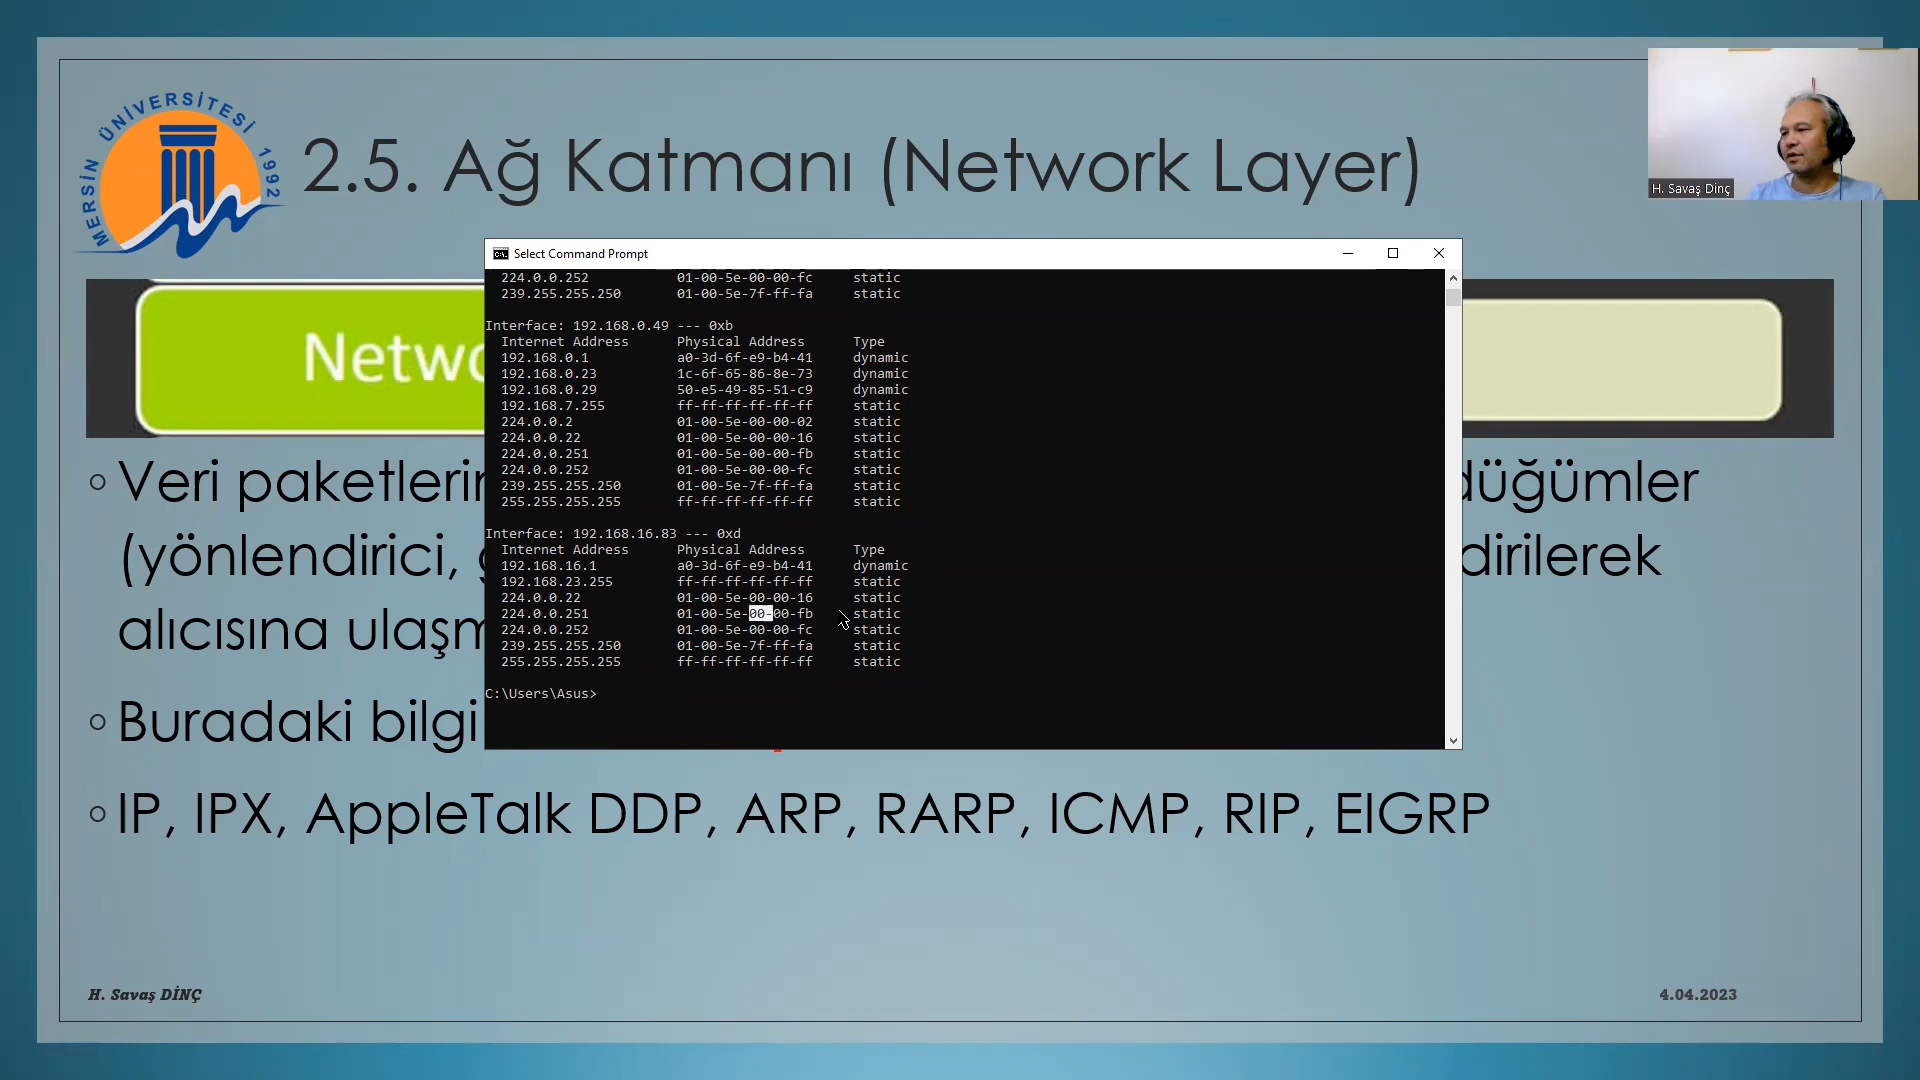 MERSİN ÜNİVERSİTESİ 1992
2.5. Ağ Katmanı (Network Layer)
H. Savaş Dinç
Select Command Prompt
224.0.0.252 01-00-5e-00-00-fc static
239.255.255.250 01-00-5e-7f-ff-fa static
Interface: 192.168.0.49 --- 0xb
Internet Address Physical Address Type
192.168.0.1 a0-3d-6f-e9-b4-41 dynamic
192.168.0.23 1c-6f-65-86-8e-73 dynamic
192.168.0.29 50-e5-49-85-51-c9 dynamic
192.168.7.255 ff-ff-ff-ff-ff-ff static
224.0.0.2 01-00-5e-00-00-02 static
224.0.0.22 01-00-5e-00-00-16 static
224.0.0.251 01-00-5e-00-00-fb static
224.0.0.252 01-00-5e-00-00-fc static
239.255.255.250 01-00-5e-7f-ff-fa static
255.255.255.255 ff-ff-ff-ff-ff-ff static
Interface: 192.168.16.83 --- 0xd
Internet Address Physical Address Type
192.168.16.1 a0-3d-6f-e9-b4-41 dynamic
192.168.23.255 ff-ff-ff-ff-ff-ff static
224.0.0.22 01-00-5e-00-00-16 static
224.0.0.251 01-00-5e-00-00-fb static
224.0.0.252 01-00-5e-00-00-fc static
239.255.255.250 01-00-5e-7f-ff-fa static
255.255.255.255 ff-ff-ff-ff-ff-ff static
C:\Users\Asus>
Netwo
Veri paketlerin düğümler
(yönlendirici, dirilerek
alıcısına ulaşm
Buradaki bilgi
IP, IPX, AppleTalk DDP, ARP, RARP, ICMP, RIP, EIGRP
H. Savaş DİNÇ
4.04.2023